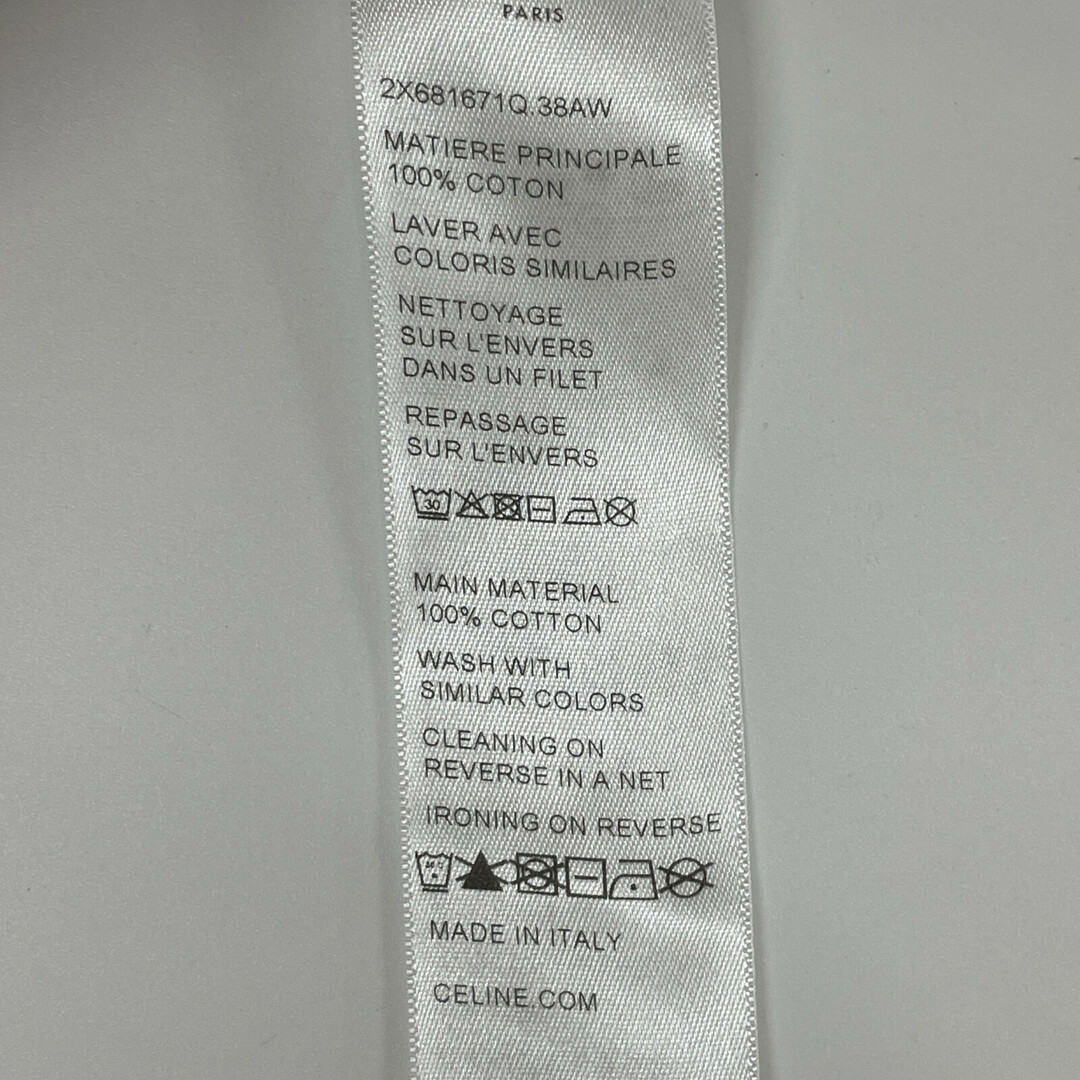 PARIS
2X681671Q.38AW
MATIERE PRINCIPALE
100% COTON
LAVER AVEC
COLORIS SIMILAIRES
NETTOYAGE
SUR L'ENVERS
DANS UN FILET
REPASSAGE
SUR L'ENVERS
30
MAIN MATERIAL
100% COTTON
WASH WITH
SIMILAR COLORS
CLEANING ON
REVERSE IN A NET
IRONING ON REVERSE
MADE IN ITALY
CELINE.COM